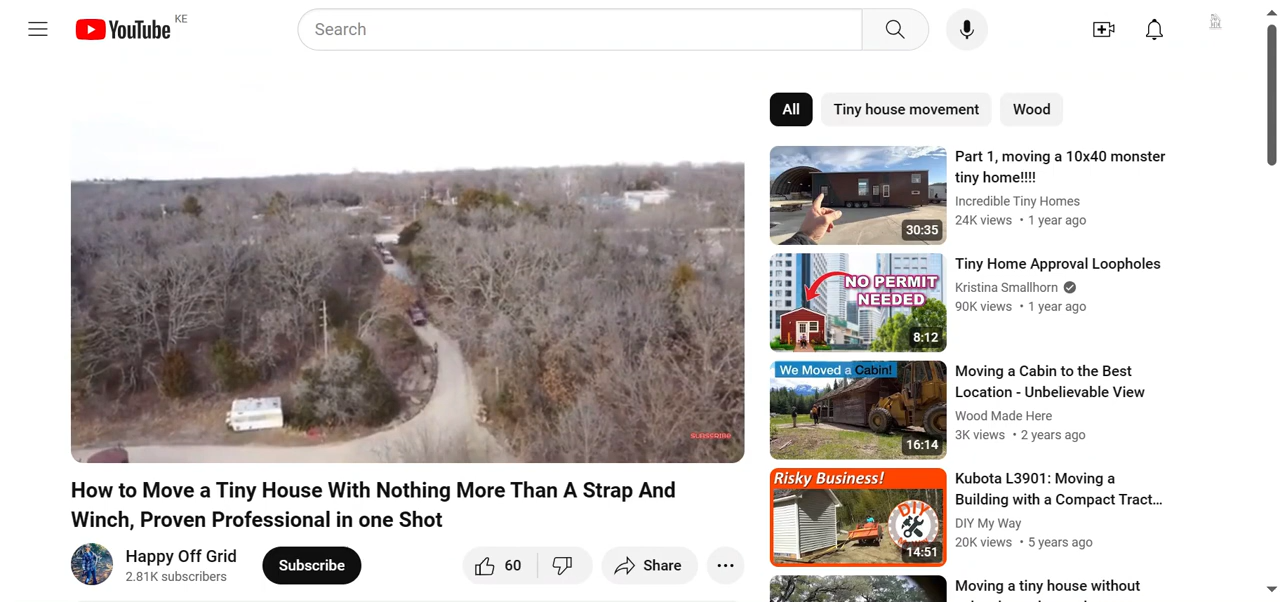 YouTube KE
Search
All
Tiny house movement
Wood
Part 1, moving a 10x40 monster
tiny home!!!!
Incredible Tiny Homes
24K views • 1 year ago
30:35
NO PERMIT
NEEDED
8:12
Tiny Home Approval Loopholes
Kristina Smallhorn
90K views • 1 year ago
We Moved a Cabin!
16:14
Moving a Cabin to the Best
Location - Unbelievable View
Wood Made Here
3K views • 2 years ago
Risky Business!
DIY
MY WAY
14:51
Kubota L3901: Moving a
Building with a Compact Tract...
DIY My Way
20K views • 5 years ago
Moving a tiny house without
SUBSCRIBE
How to Move a Tiny House With Nothing More Than A Strap And
Winch, Proven Professional in one Shot
Happy Off Grid
2.81K subscribers
Subscribe
60
Share